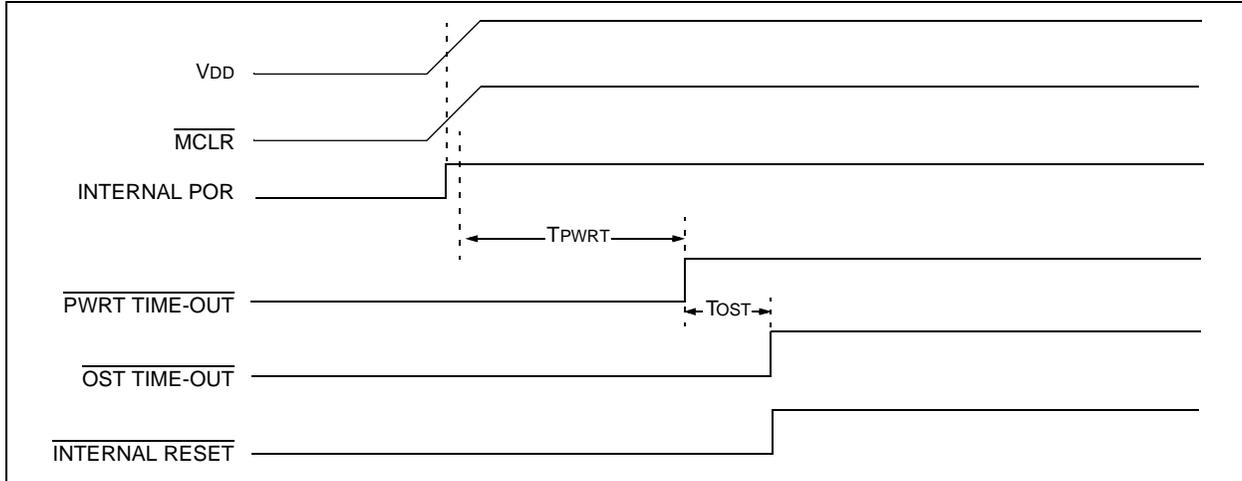 VDD
MCLR
INTERNAL POR
TPWRT
PWRT TIME-OUT
TOST
OST TIME-OUT
INTERNAL RESET